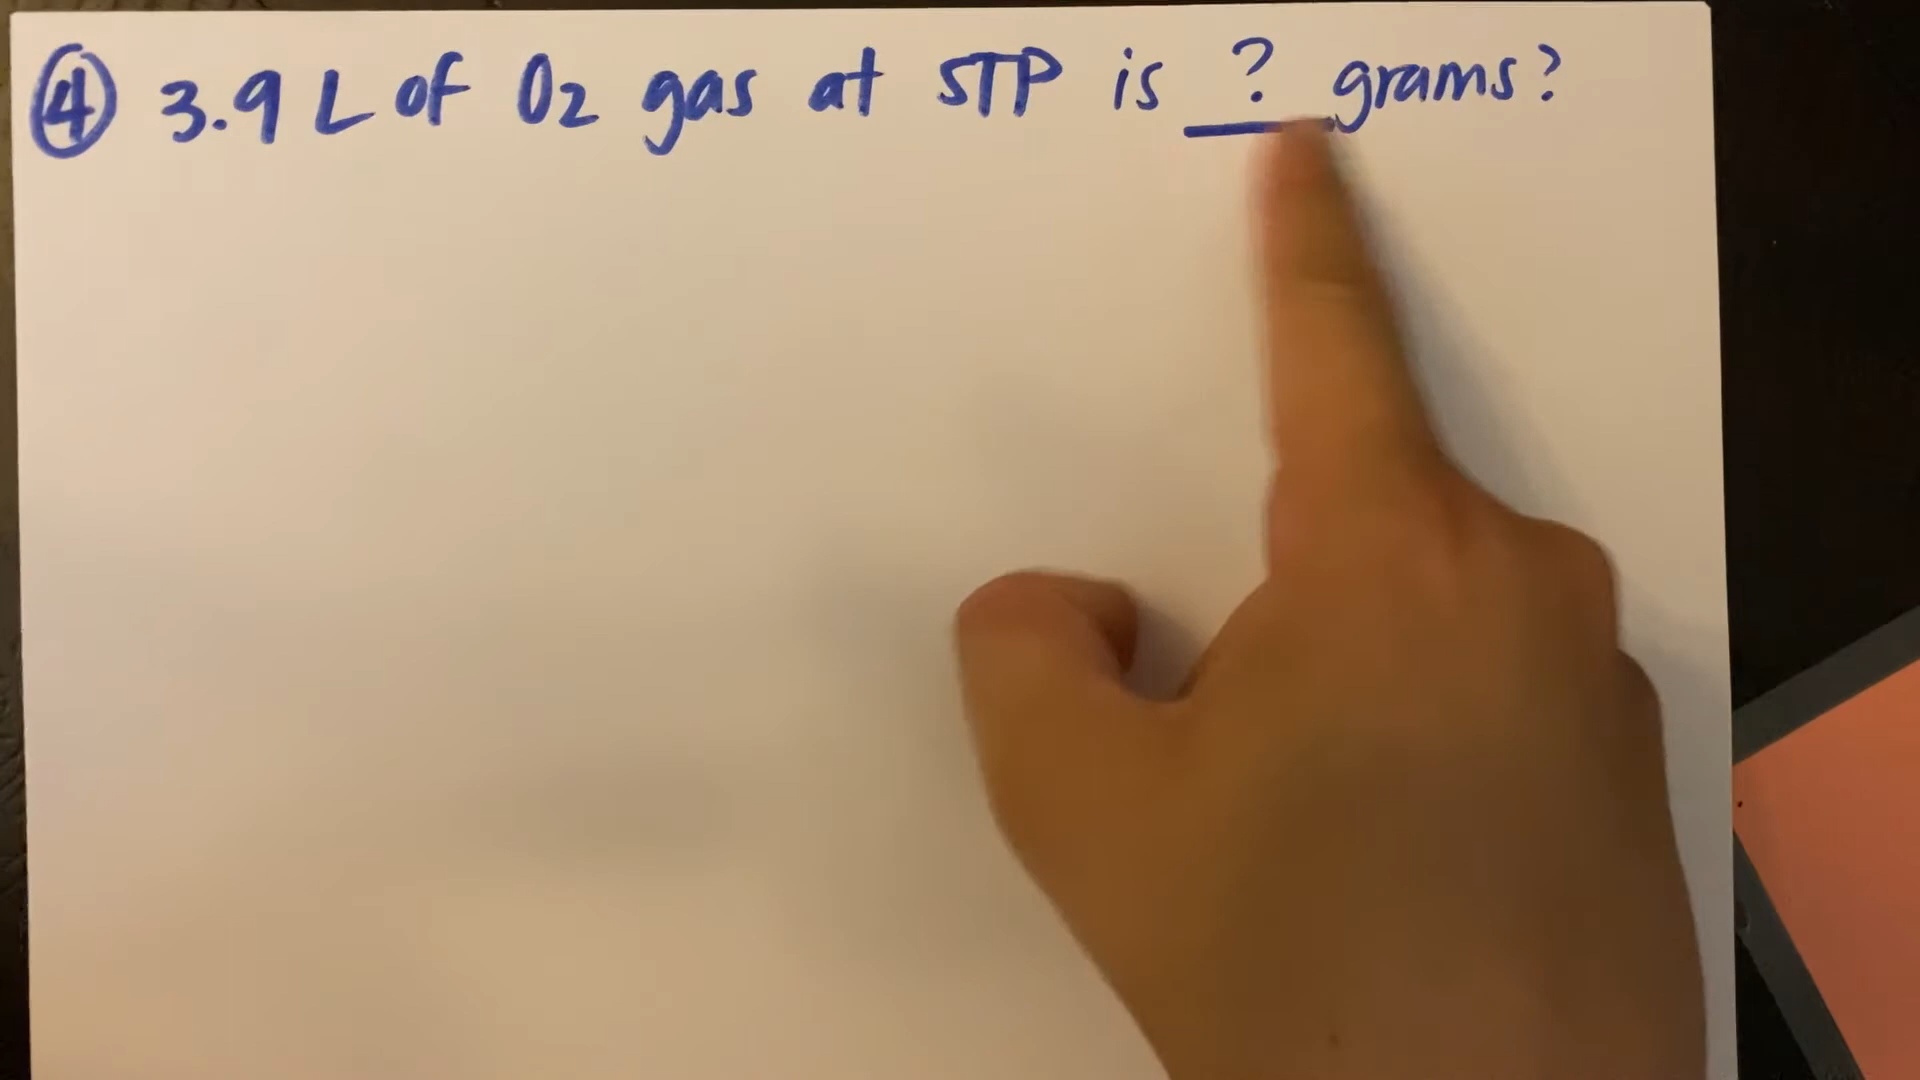 ④ 3.9 L of O₂ gas at STP is ? grams?